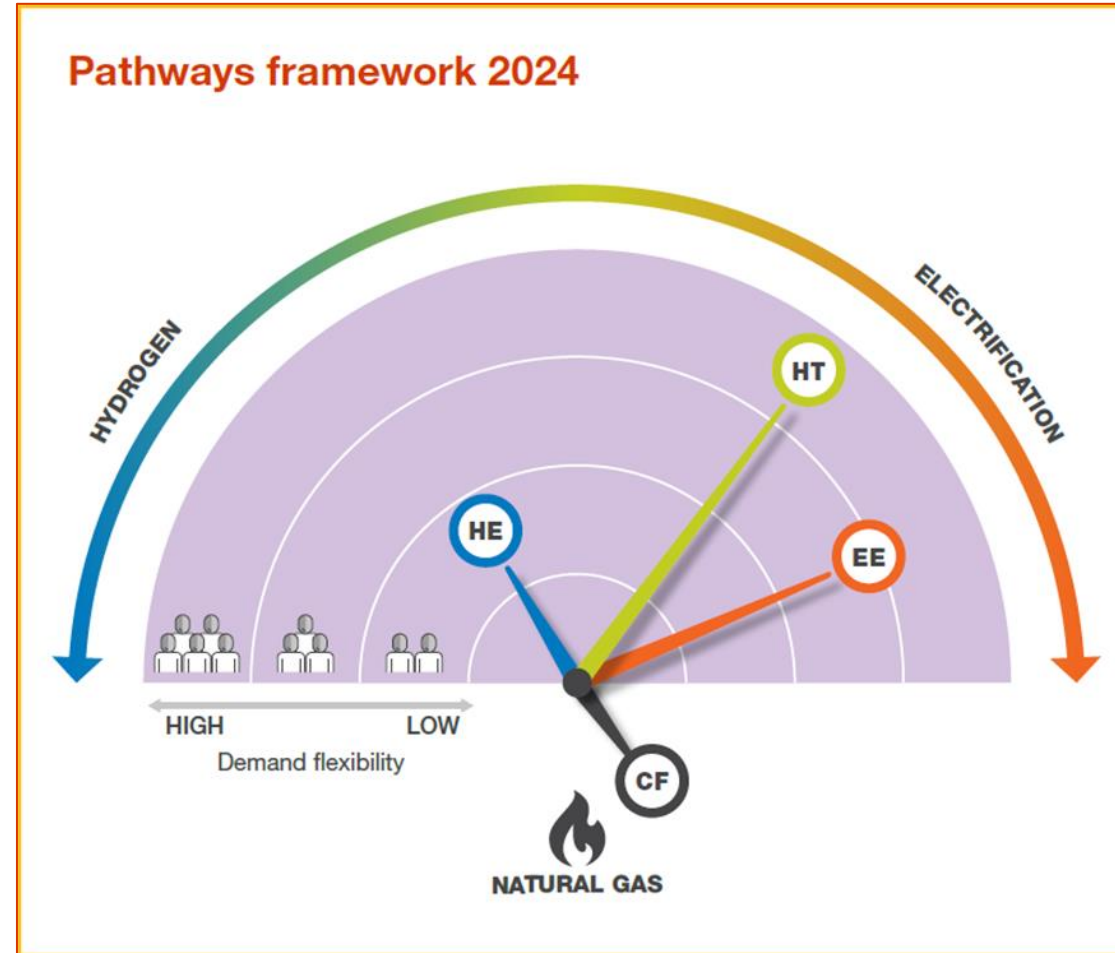 Pathways framework 2024
HYDROGEN
ELECTRIFICATION
HT
HE
EE
HIGH
LOW
Demand flexibility
CF
NATURAL GAS